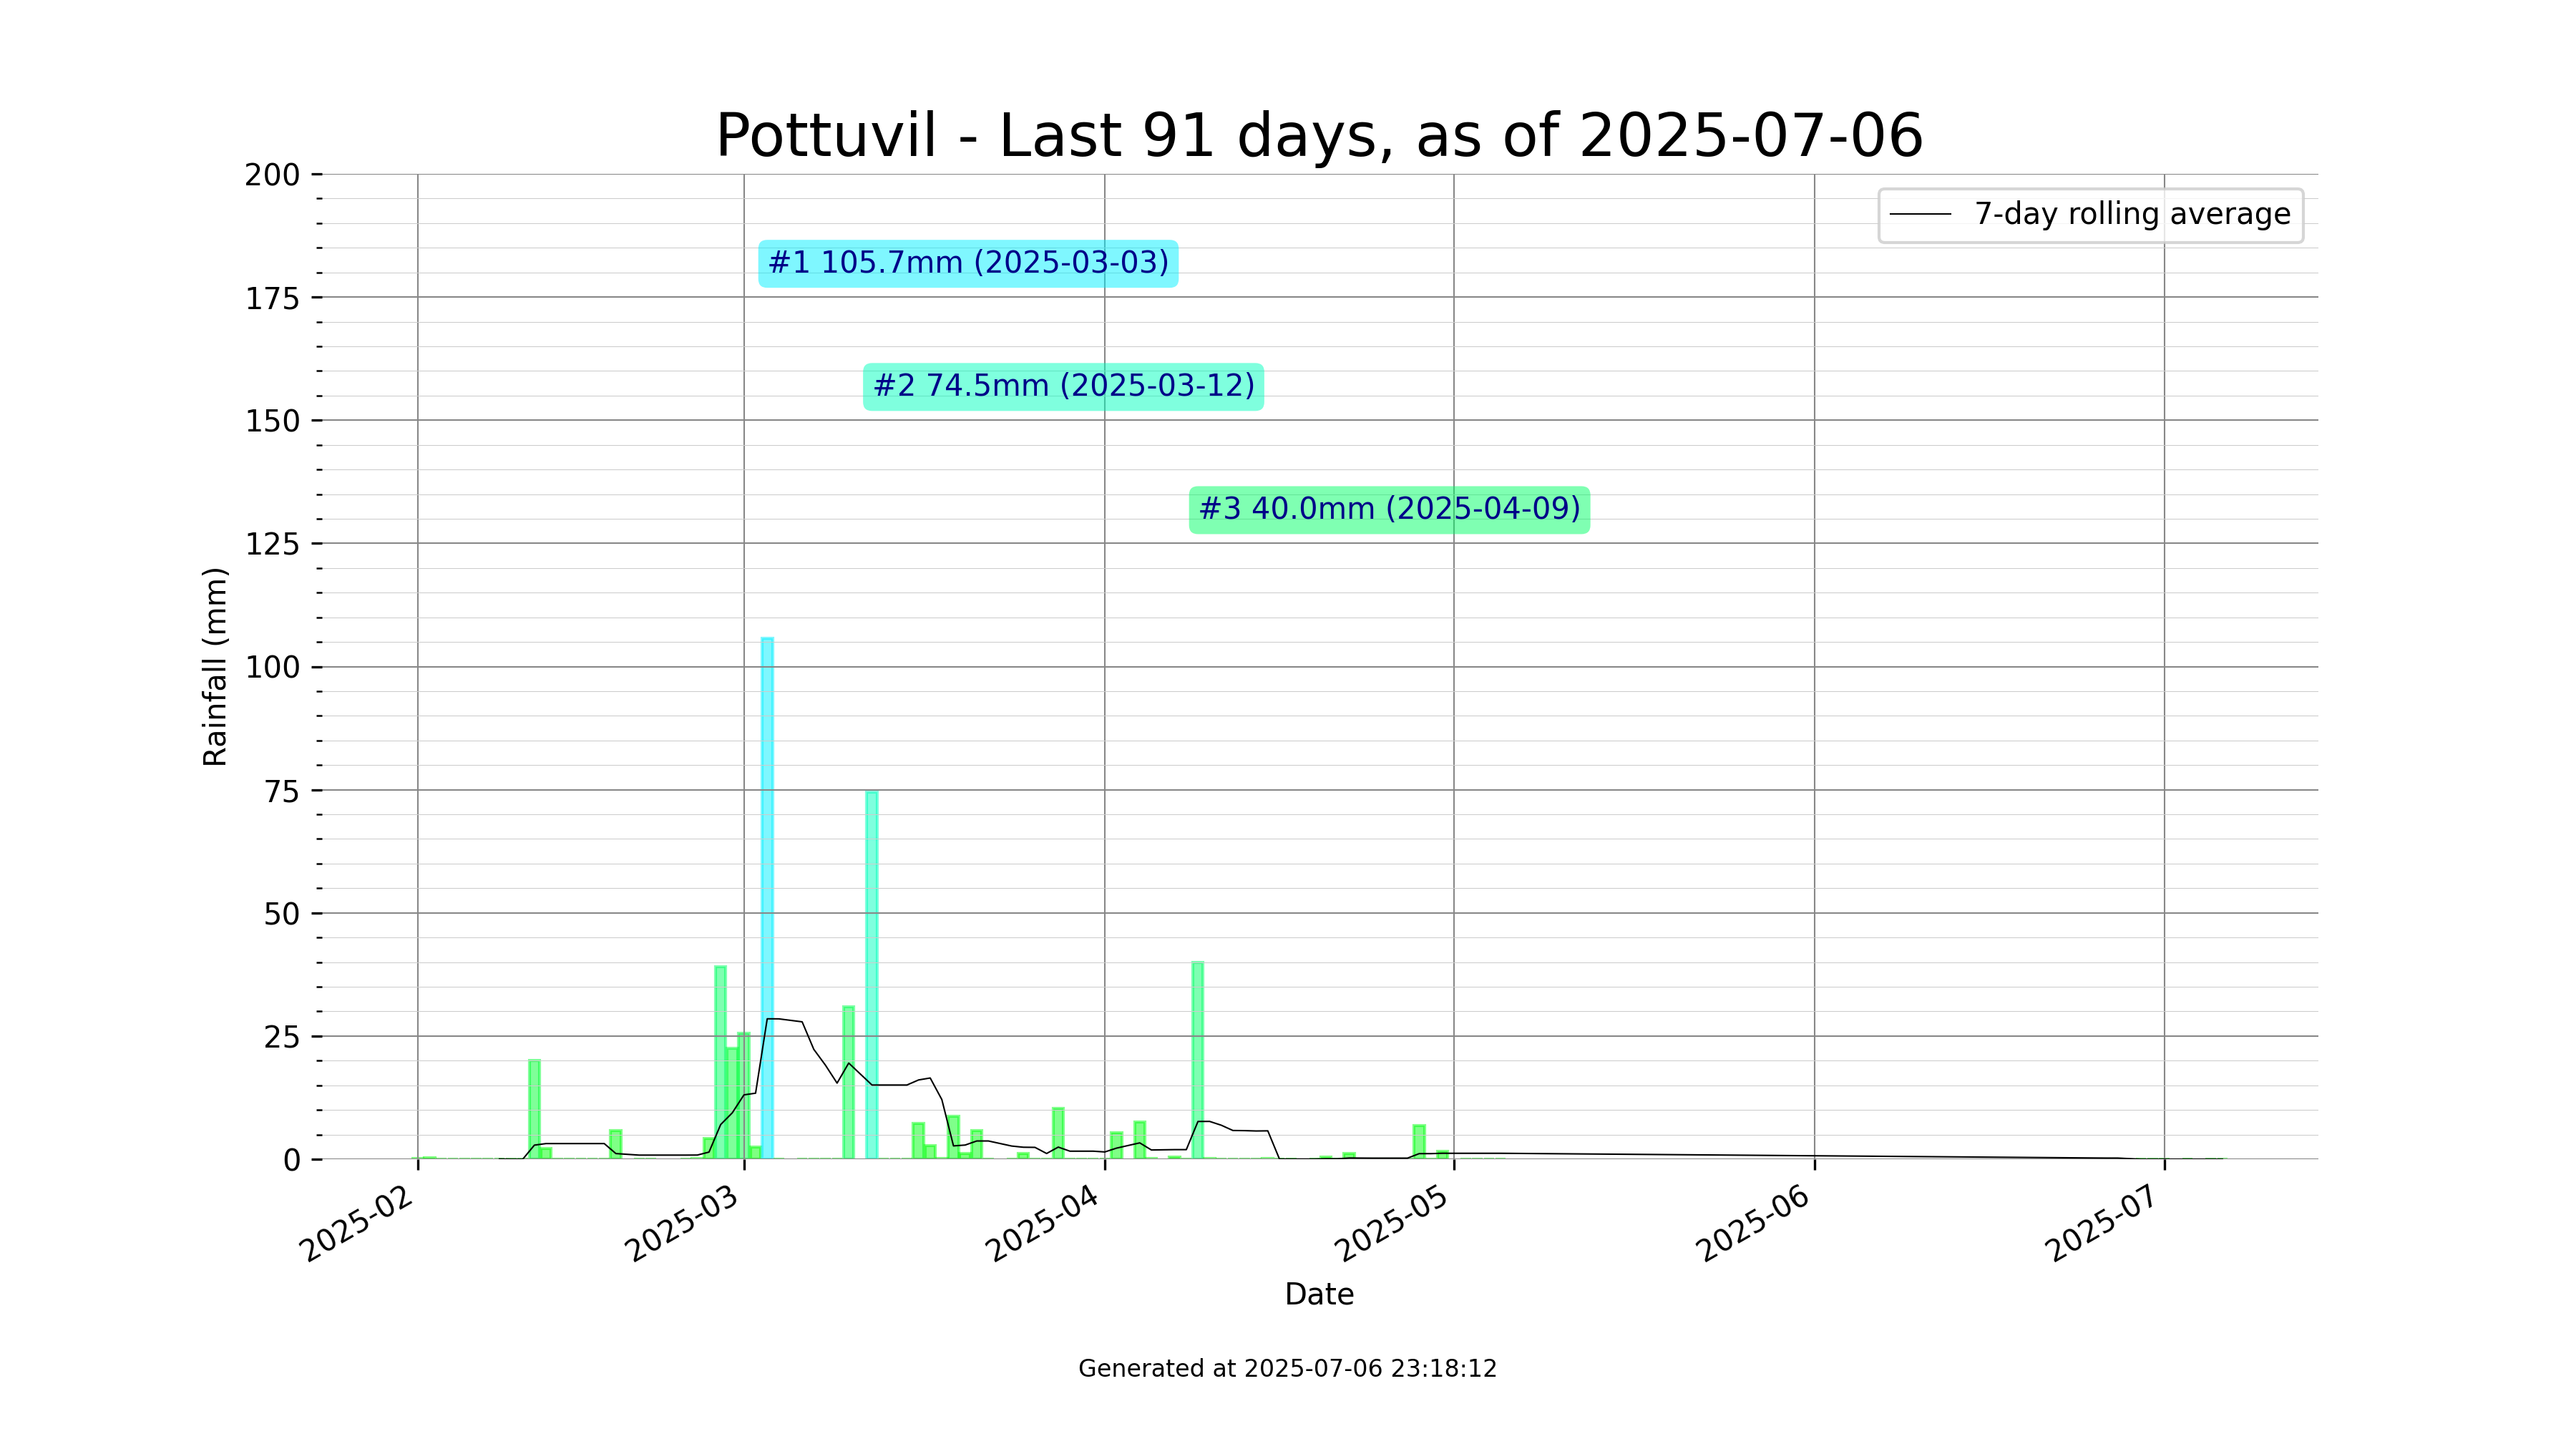 Pottuvil - Last 91 days, as of 2025-07-06
200
175
150
125
100
75
50
25
0
Rainfall (mm)
7-day rolling average
#1 105.7mm (2025-03-03)
#2 74.5mm (2025-03-12)
#3 40.0mm (2025-04-09)
2025-02
2025-03
2025-04
2025-05
2025-06
2025-07
Date
Generated at 2025-07-06 23:18:12